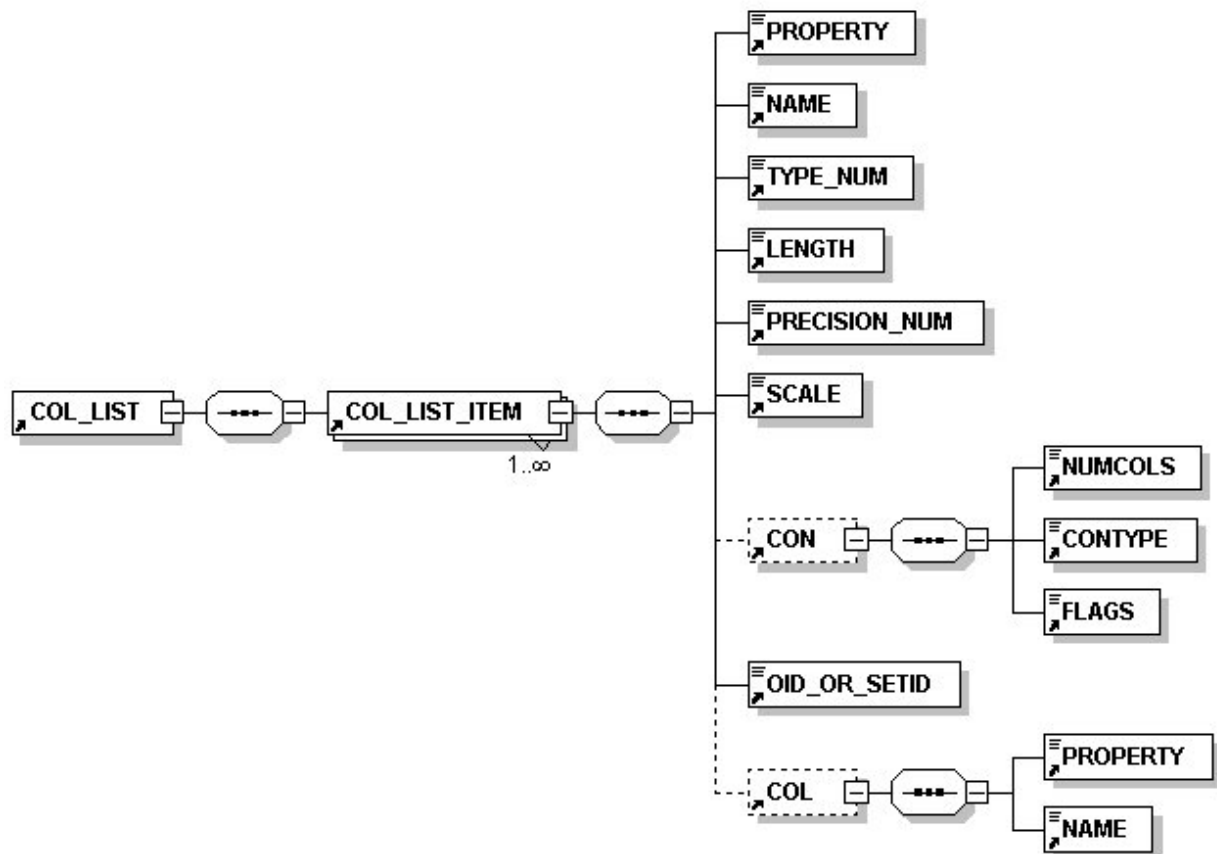 PROPERTY
NAME
TYPE_NUM
LENGTH
PRECISION_NUM
COL_LIST
COL_LIST_ITEM
1..∞
SCALE
NUMCOLS
CON
CONTYPE
FLAGS
OID_OR_SETID
PROPERTY
COL
NAME